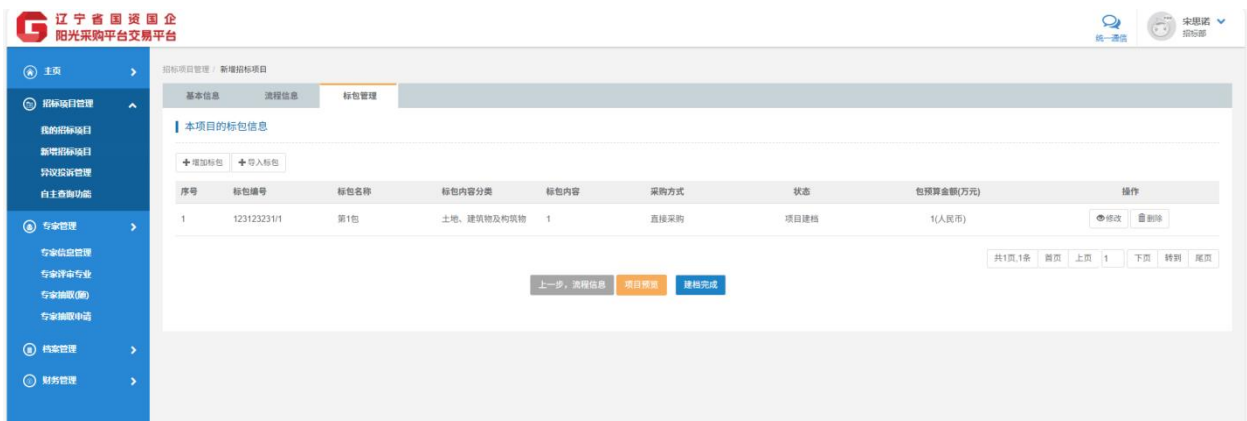 辽宁省国资国企
阳光采购平台交易平台
统一通信
宋思诺
招标部
主页
招标项目管理
我的招标项目
新增招标项目
异议投诉管理
自主查询功能
专家管理
专家信息管理
专家评审专业
专家抽取(随)
专家抽取申请
档案管理
财务管理
招标项目管理 / 新增招标项目
基本信息 流程信息 标包管理
本项目的标包信息
增加标包 导入标包
序号 标包编号 标包名称 标包内容分类 标包内容 采购方式 状态 包预算金额(万元) 操作
1 123123231/1 第1包 土地、建筑物及构筑物 1 直接采购 项目建档 1(人民币) 修改 删除
共1页,1条 首页 上页 1 下页 转到 尾页
上一步，流程信息 项目预览 建档完成